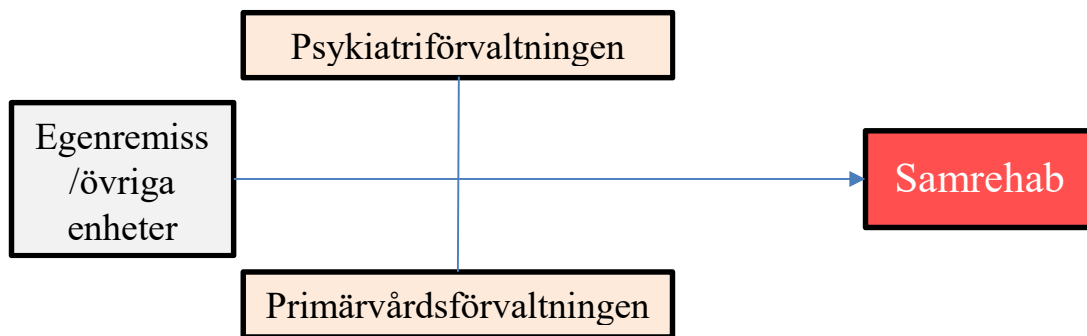 Psykiatriförvaltningen
Egenremiss
/övriga
enheter
Samrehab
Primärvårdsförvaltningen